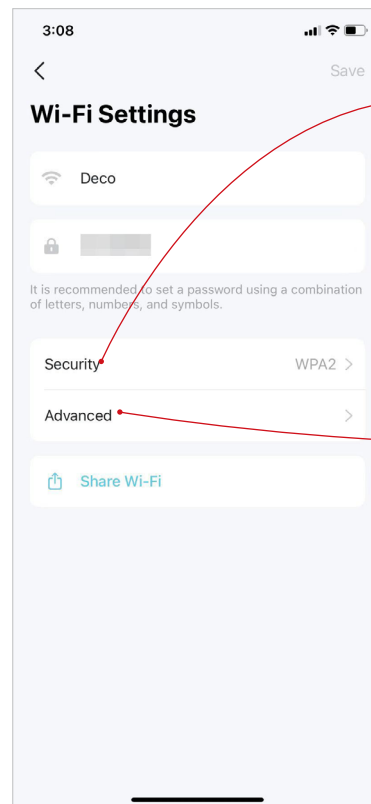 3:08
Save
Wi-Fi Settings
Deco
It is recommended to set a password using a combination
of letters, numbers, and symbols.
Security WPA2
Advanced
Share Wi-Fi